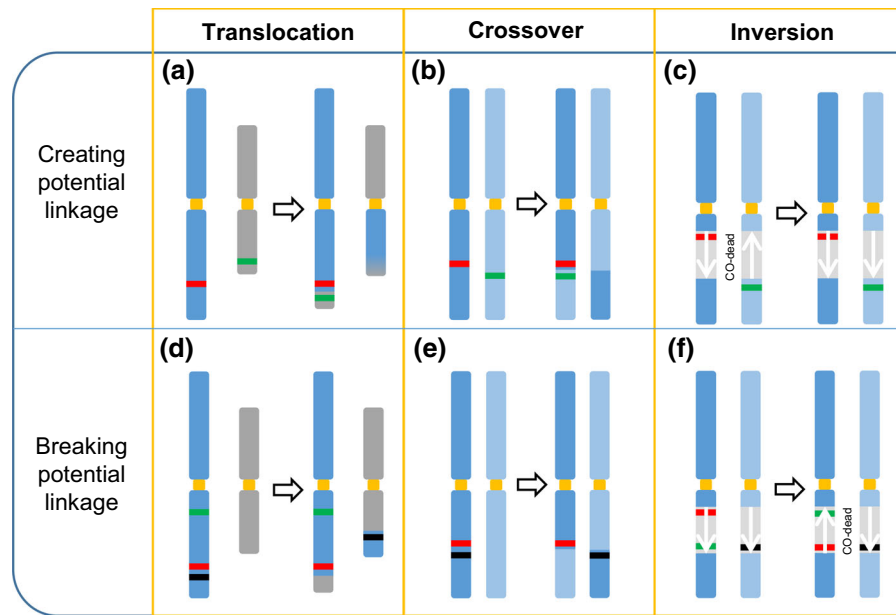 Translocation
Crossover
Inversion
(a)
(b)
(c)
Creating
potential
linkage
CO-dead
(d)
(e)
(f)
Breaking
potential
linkage
CO-dead